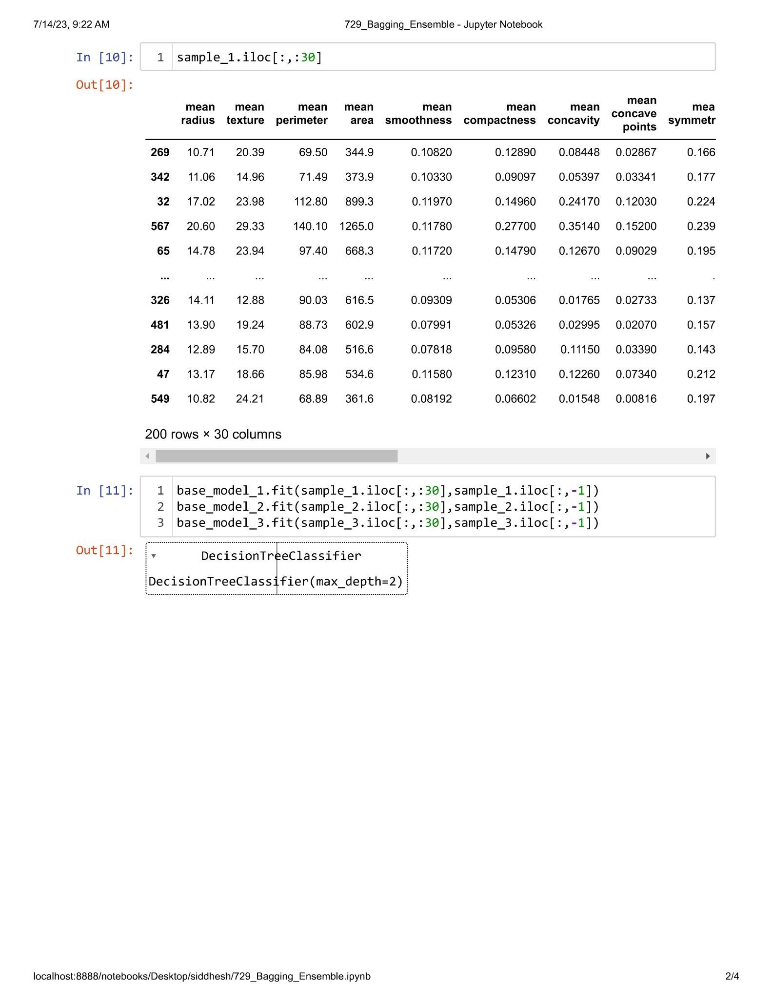 7/14/23, 9:22 AM 729_Bagging_Ensemble - Jupyter Notebook
In [10]: 1 sample_1.iloc[:,:30]
Out[10]:
mean radius mean texture mean perimeter mean area mean smoothness mean compactness mean concavity mean concave points mea symmetr
269 10.71 20.39 69.50 344.9 0.10820 0.12890 0.08448 0.02867 0.166
342 11.06 14.96 71.49 373.9 0.10330 0.09097 0.05397 0.03341 0.177
32 17.02 23.98 112.80 899.3 0.11970 0.14960 0.24170 0.12030 0.224
567 20.60 29.33 140.10 1265.0 0.11780 0.27700 0.35140 0.15200 0.239
65 14.78 23.94 97.40 668.3 0.11720 0.14790 0.12670 0.09029 0.195
... ... ... ... ... ... ... ... ... .
326 14.11 12.88 90.03 616.5 0.09309 0.05306 0.01765 0.02733 0.137
481 13.90 19.24 88.73 602.9 0.07991 0.05326 0.02995 0.02070 0.157
284 12.89 15.70 84.08 516.6 0.07818 0.09580 0.11150 0.03390 0.143
47 13.17 18.66 85.98 534.6 0.11580 0.12310 0.12260 0.07340 0.212
549 10.82 24.21 68.89 361.6 0.08192 0.06602 0.01548 0.00816 0.197
200 rows × 30 columns
In [11]: 1 base_model_1.fit(sample_1.iloc[:,:30],sample_1.iloc[:,-1])
2 base_model_2.fit(sample_2.iloc[:,:30],sample_2.iloc[:,-1])
3 base_model_3.fit(sample_3.iloc[:,:30],sample_3.iloc[:,-1])
Out[11]: ▾ DecisionTreeClassifier
DecisionTreeClassifier(max_depth=2)
localhost:8888/notebooks/Desktop/siddhesh/729_Bagging_Ensemble.ipynb 2/4